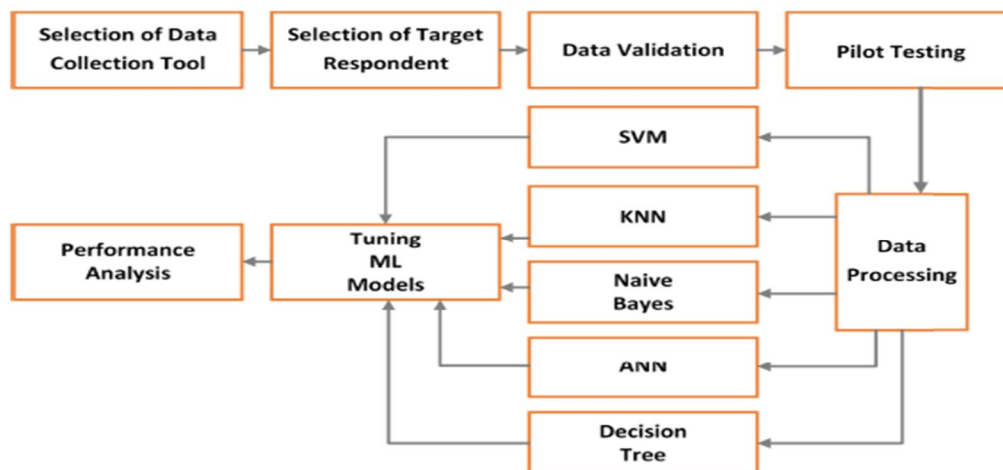 Selection of Data
Collection Tool
Selection of Target
Respondent
Data Validation
Pilot Testing
SVM
KNN
Naive
Bayes
ANN
Decision
Tree
Data
Processing
Tuning
ML
Models
Performance
Analysis